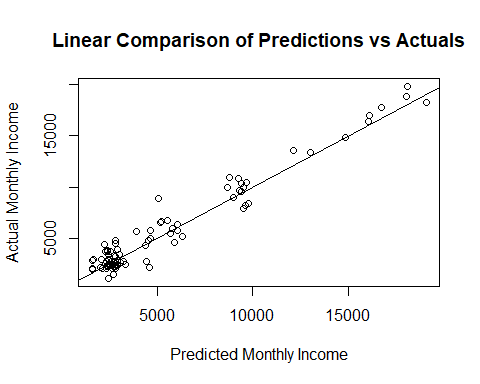 Linear Comparison of Predictions vs Actuals
Actual Monthly Income
15000
5000
5000 10000 15000
Predicted Monthly Income